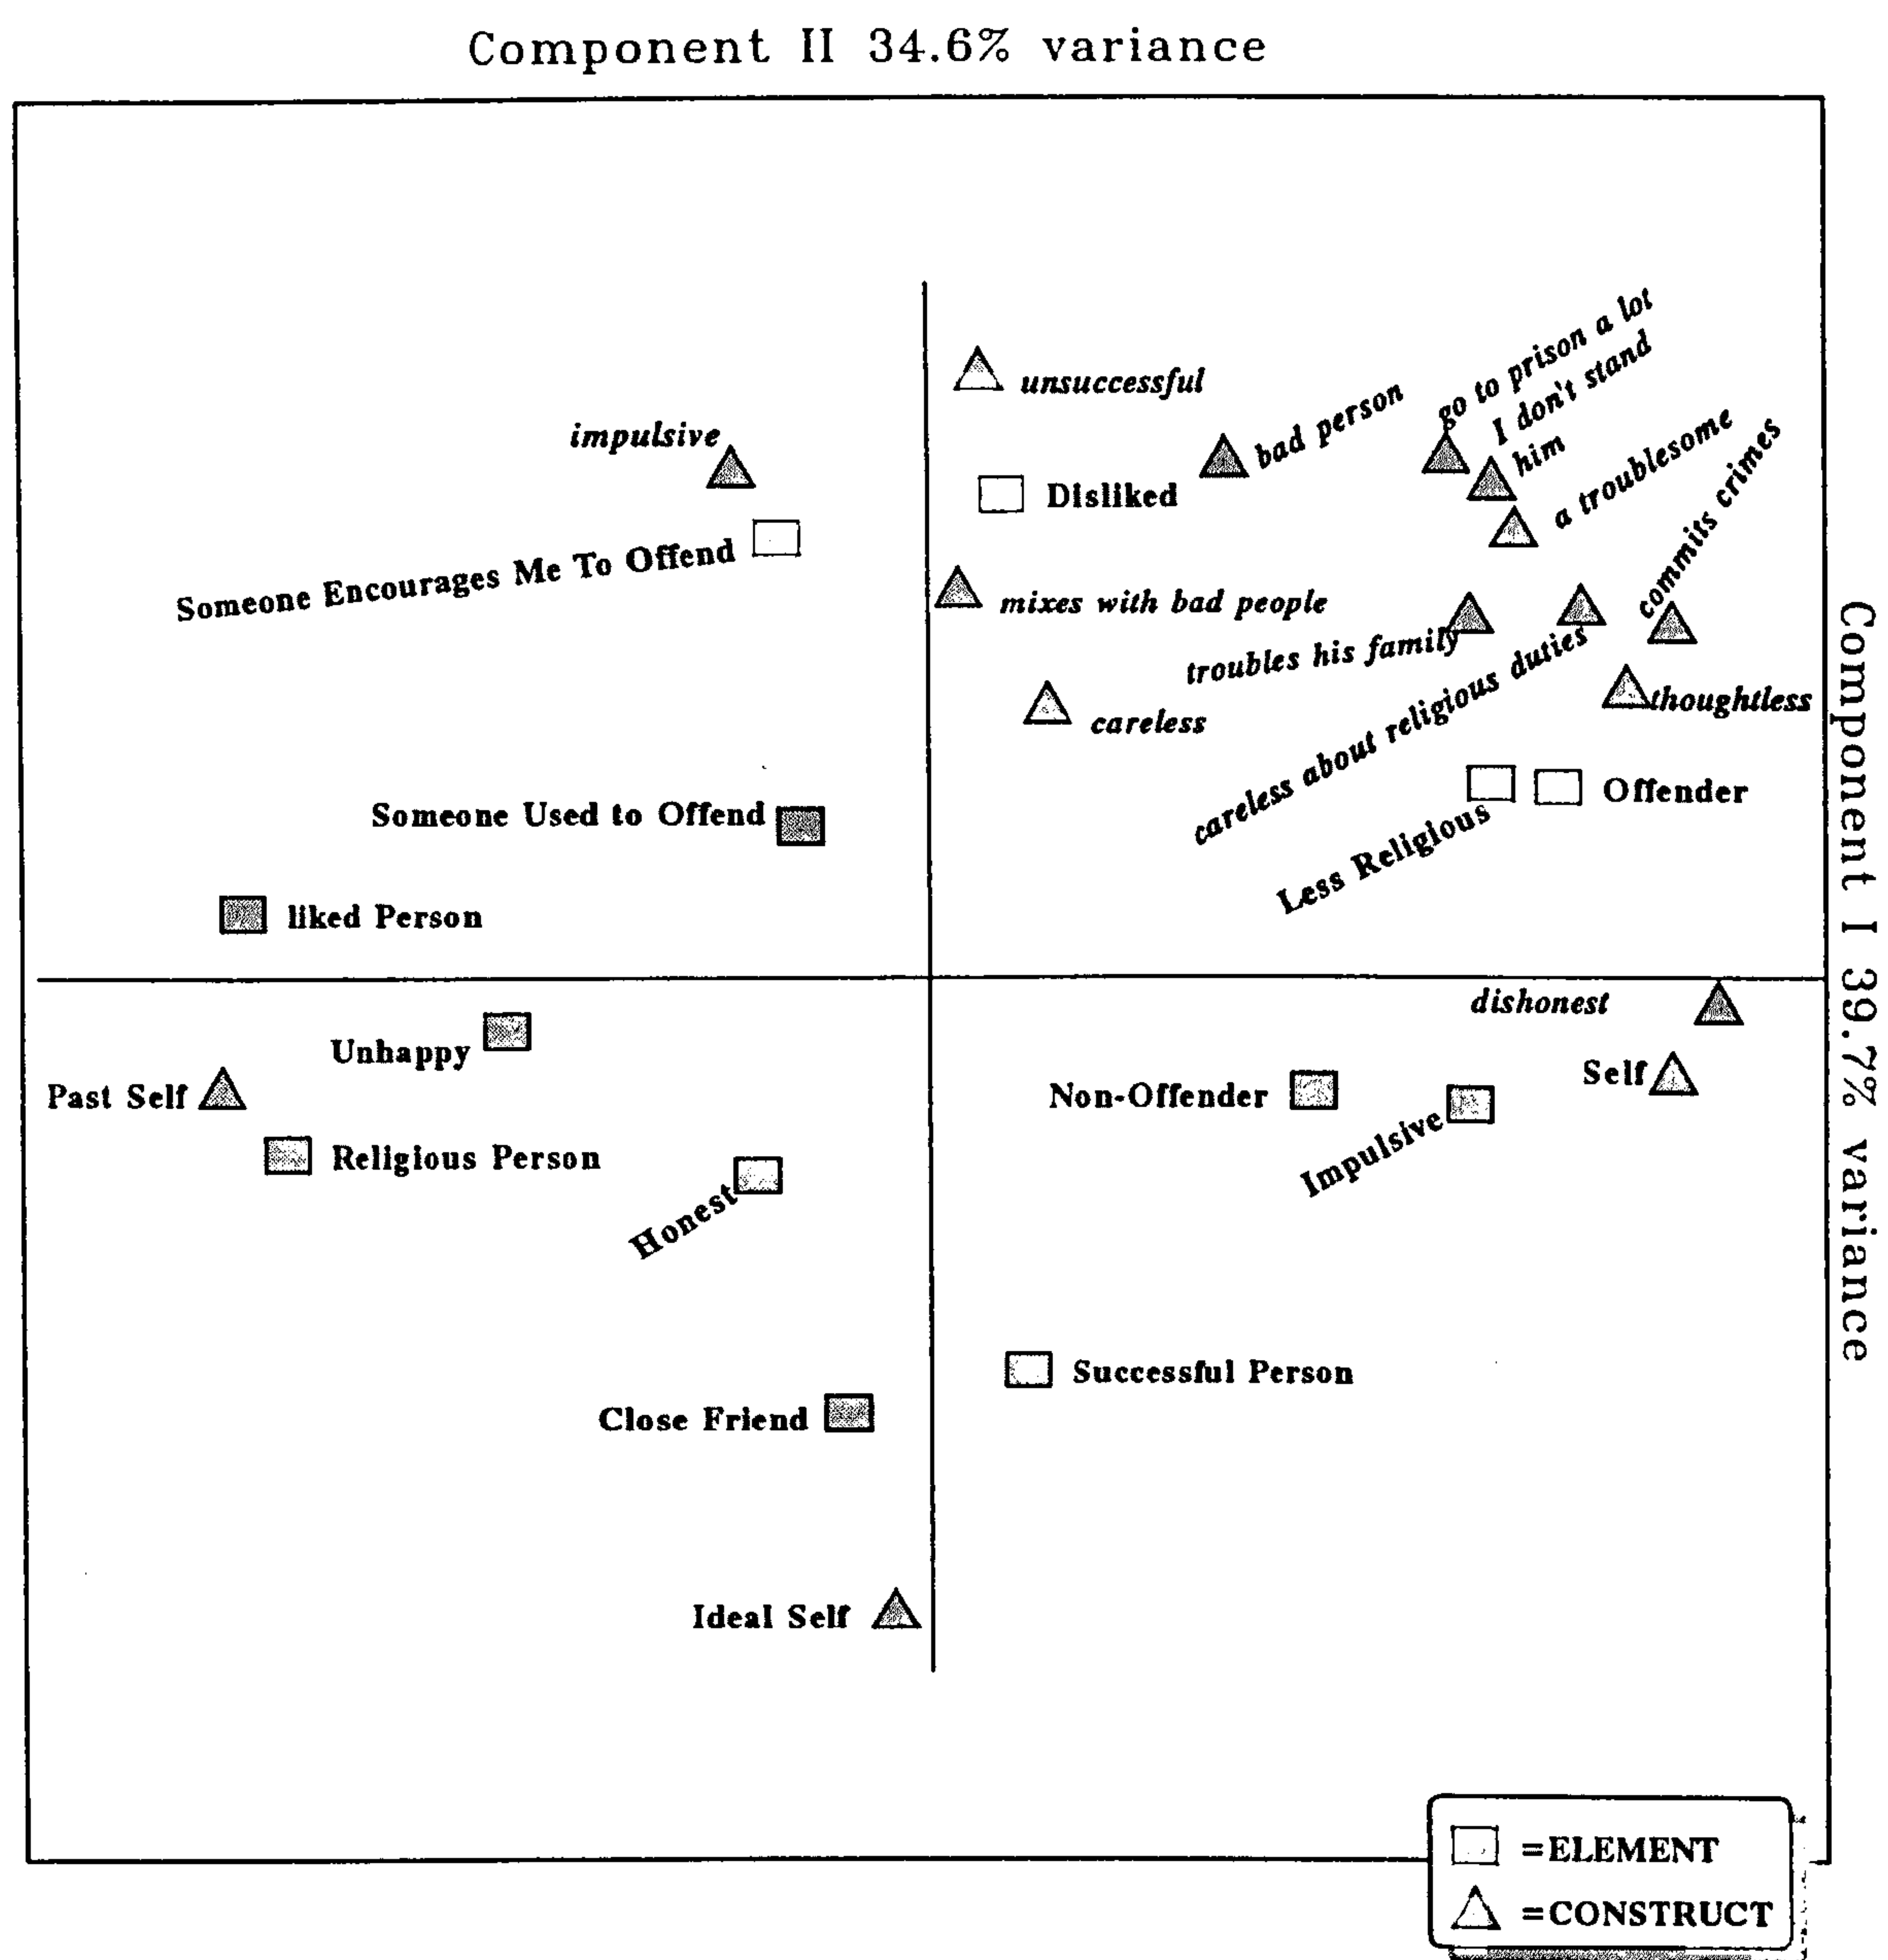 Component II 34.6% variance
go to prison a lot
I don't stand
him
unsuccessful
bad person
impulsive
a troublesome
commits crimes
Disliked
Someone Encourages Me To Offend
mixes with bad people
troubles his family
careless about religious duties
thoughtless
careless
Offender
Less Religious
Someone Used to Offend
liked Person
Component I 39.7% variance
dishonest
Unhappy
Self
Past Self
Non-Offender
Impulsive
Religious Person
Honest
Successful Person
Close Friend
Ideal Self
=ELEMENT
=CONSTRUCT